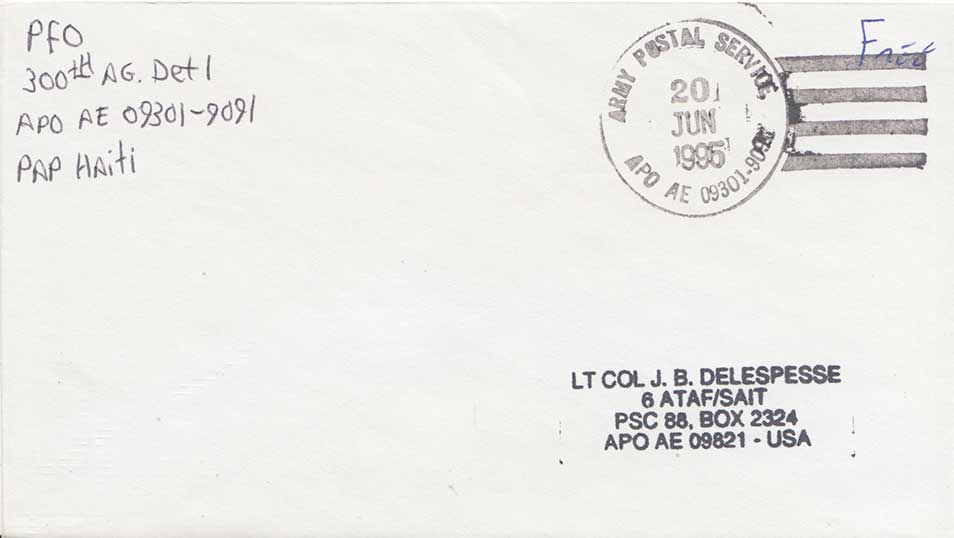 PFO
300th AG. Det 1
APO AE 09301-9091
PAP Haiti
Free
ARMY POSTAL SERVICE,
20
JUN
1995
APO AE 09301-9091
LT COL J. B. DELESPESSE
6 ATAF/SAIT
PSC 88, BOX 2324
APO AE 09821 - USA